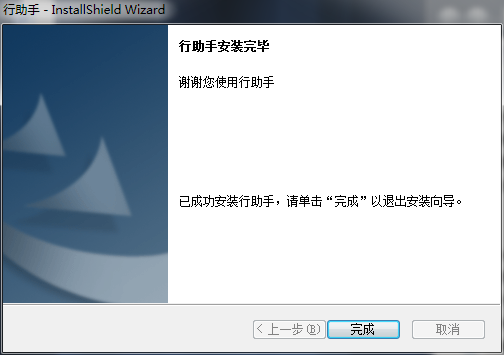 行助手 - InstallShield Wizard
行助手安装完毕
谢谢您使用行助手
已成功安装行助手，请单击“完成”以退出安装向导。
< 上一步(B)
完成
取消